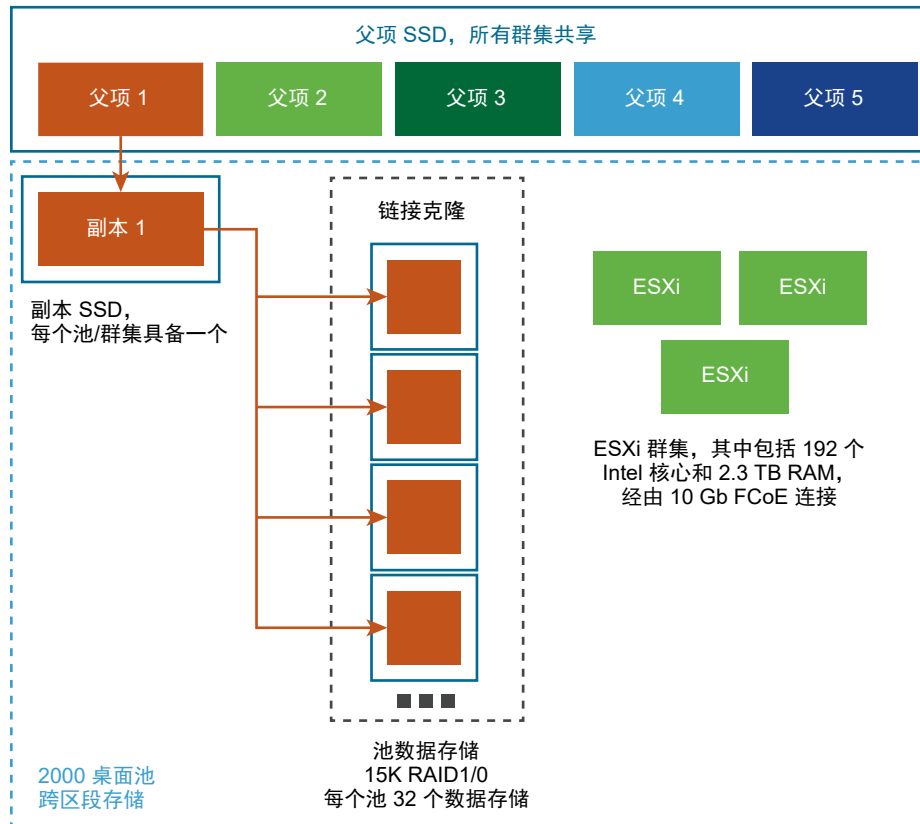 父项 SSD，所有群集共享
父项 1
父项 2
父项 3
父项 4
父项 5
副本 1
副本 SSD，
每个池/群集具备一个
链接克隆
ESXi
ESXi
ESXi
ESXi 群集，其中包括 192 个
Intel 核心和 2.3 TB RAM，
经由 10 Gb FCoE 连接
池数据存储
15K RAID1/0
每个池 32 个数据存储
2000 桌面池
跨区段存储